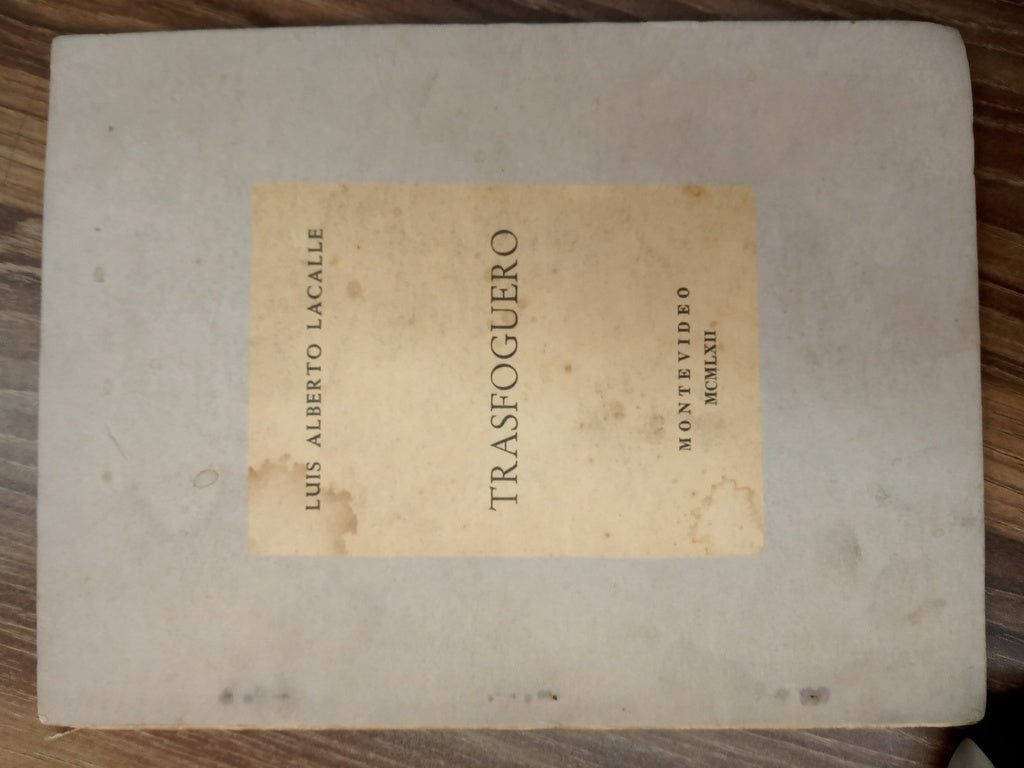 LUIS ALBERTO LACALLE
TRASFOGUERO
MONTEVIDEO
MCMLXII